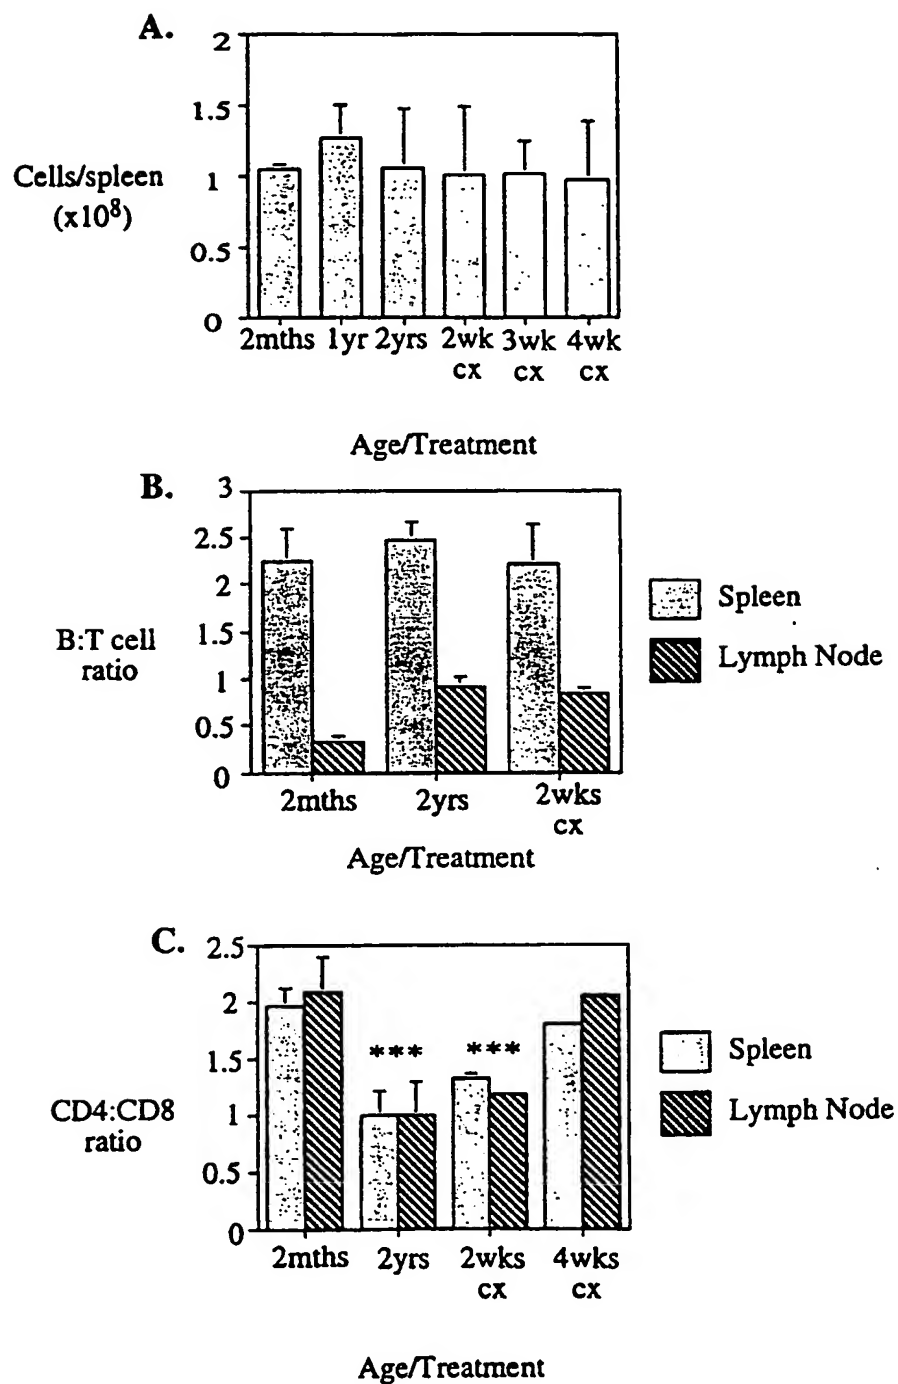 A.
2
1.5
1
0.5
0
Cells/spleen
(x10⁸)
2mths 1yr 2yrs 2wk 3wk 4wk
cx cx cx
Age/Treatment
B.
3
2.5
2
1.5
1
0.5
0
B:T cell
ratio
2mths 2yrs 2wks
cx
Age/Treatment
Spleen
Lymph Node
C.
2.5
2
1.5
1
0.5
0
CD4:CD8
ratio
*** ***
2mths 2yrs 2wks 4wks
cx cx
Age/Treatment
Spleen
Lymph Node